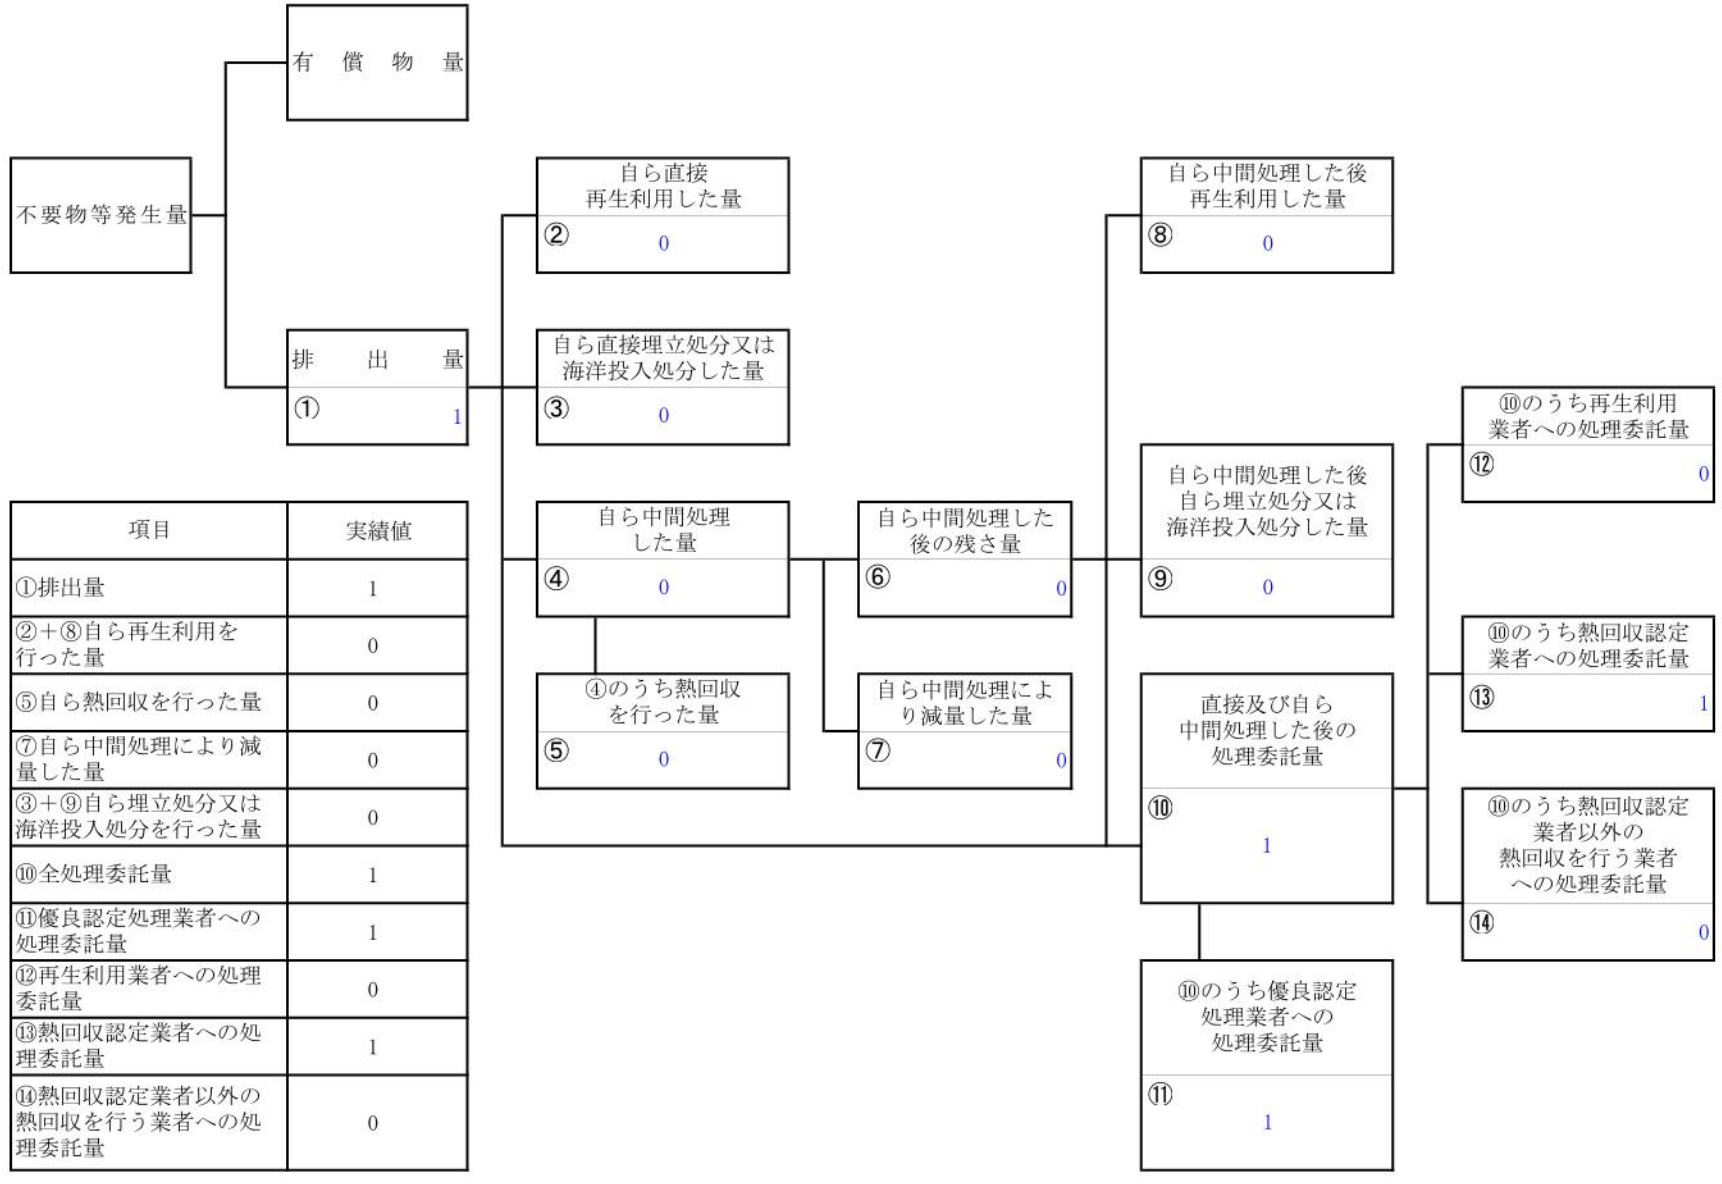 有償物量
不要物等発生量
排出量
①
1
自ら直接
再生利用した量
②
0
自ら直接埋立処分又は
海洋投入処分した量
③
0
自ら中間処理
した量
④
0
④のうち熱回収
を行った量
⑤
0
自ら中間処理した
後の残さ量
⑥
0
自ら中間処理によ
り減量した量
⑦
0
自ら中間処理した後
再生利用した量
⑧
0
自ら中間処理した後
自ら埋立処分又は
海洋投入処分した量
⑨
0
直接及び自ら
中間処理した後の
処理委託量
⑩
1
⑩のうち優良認定
処理業者への
処理委託量
⑪
1
⑩のうち再生利用
業者への処理委託量
⑫
0
⑩のうち熱回収認定
業者への処理委託量
⑬
1
⑩のうち熱回収認定
業者以外の
熱回収を行う業者
への処理委託量
⑭
0
項目 実績値
①排出量 1
②+⑧自ら再生利用を
行った量 0
⑤自ら熱回収を行った量 0
⑦自ら中間処理により減
量した量 0
③+⑨自ら埋立処分又は
海洋投入処分を行った量 0
⑩全処理委託量 1
⑪優良認定処理業者への
処理委託量 1
⑫再生利用業者への処理
委託量 0
⑬熱回収認定業者への処
理委託量 1
⑭熱回収認定業者以外の
熱回収を行う業者への処
理委託量 0